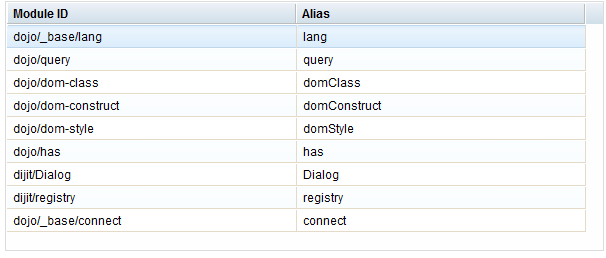 Module ID Alias
dojo/_base/lang lang
dojo/query query
dojo/dom-class domClass
dojo/dom-construct domConstruct
dojo/dom-style domStyle
dojo/has has
dijit/Dialog Dialog
dijit/registry registry
dojo/_base/connect connect